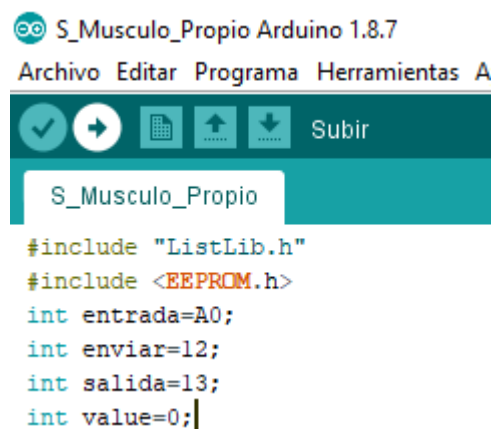 S_Musculo_Propio Arduino 1.8.7
Archivo Editar Programa Herramientas A
Subir
S_Musculo_Propio
#include "ListLib.h"
#include <EEPROM.h>
int entrada=A0;
int enviar=12;
int salida=13;
int value=0;